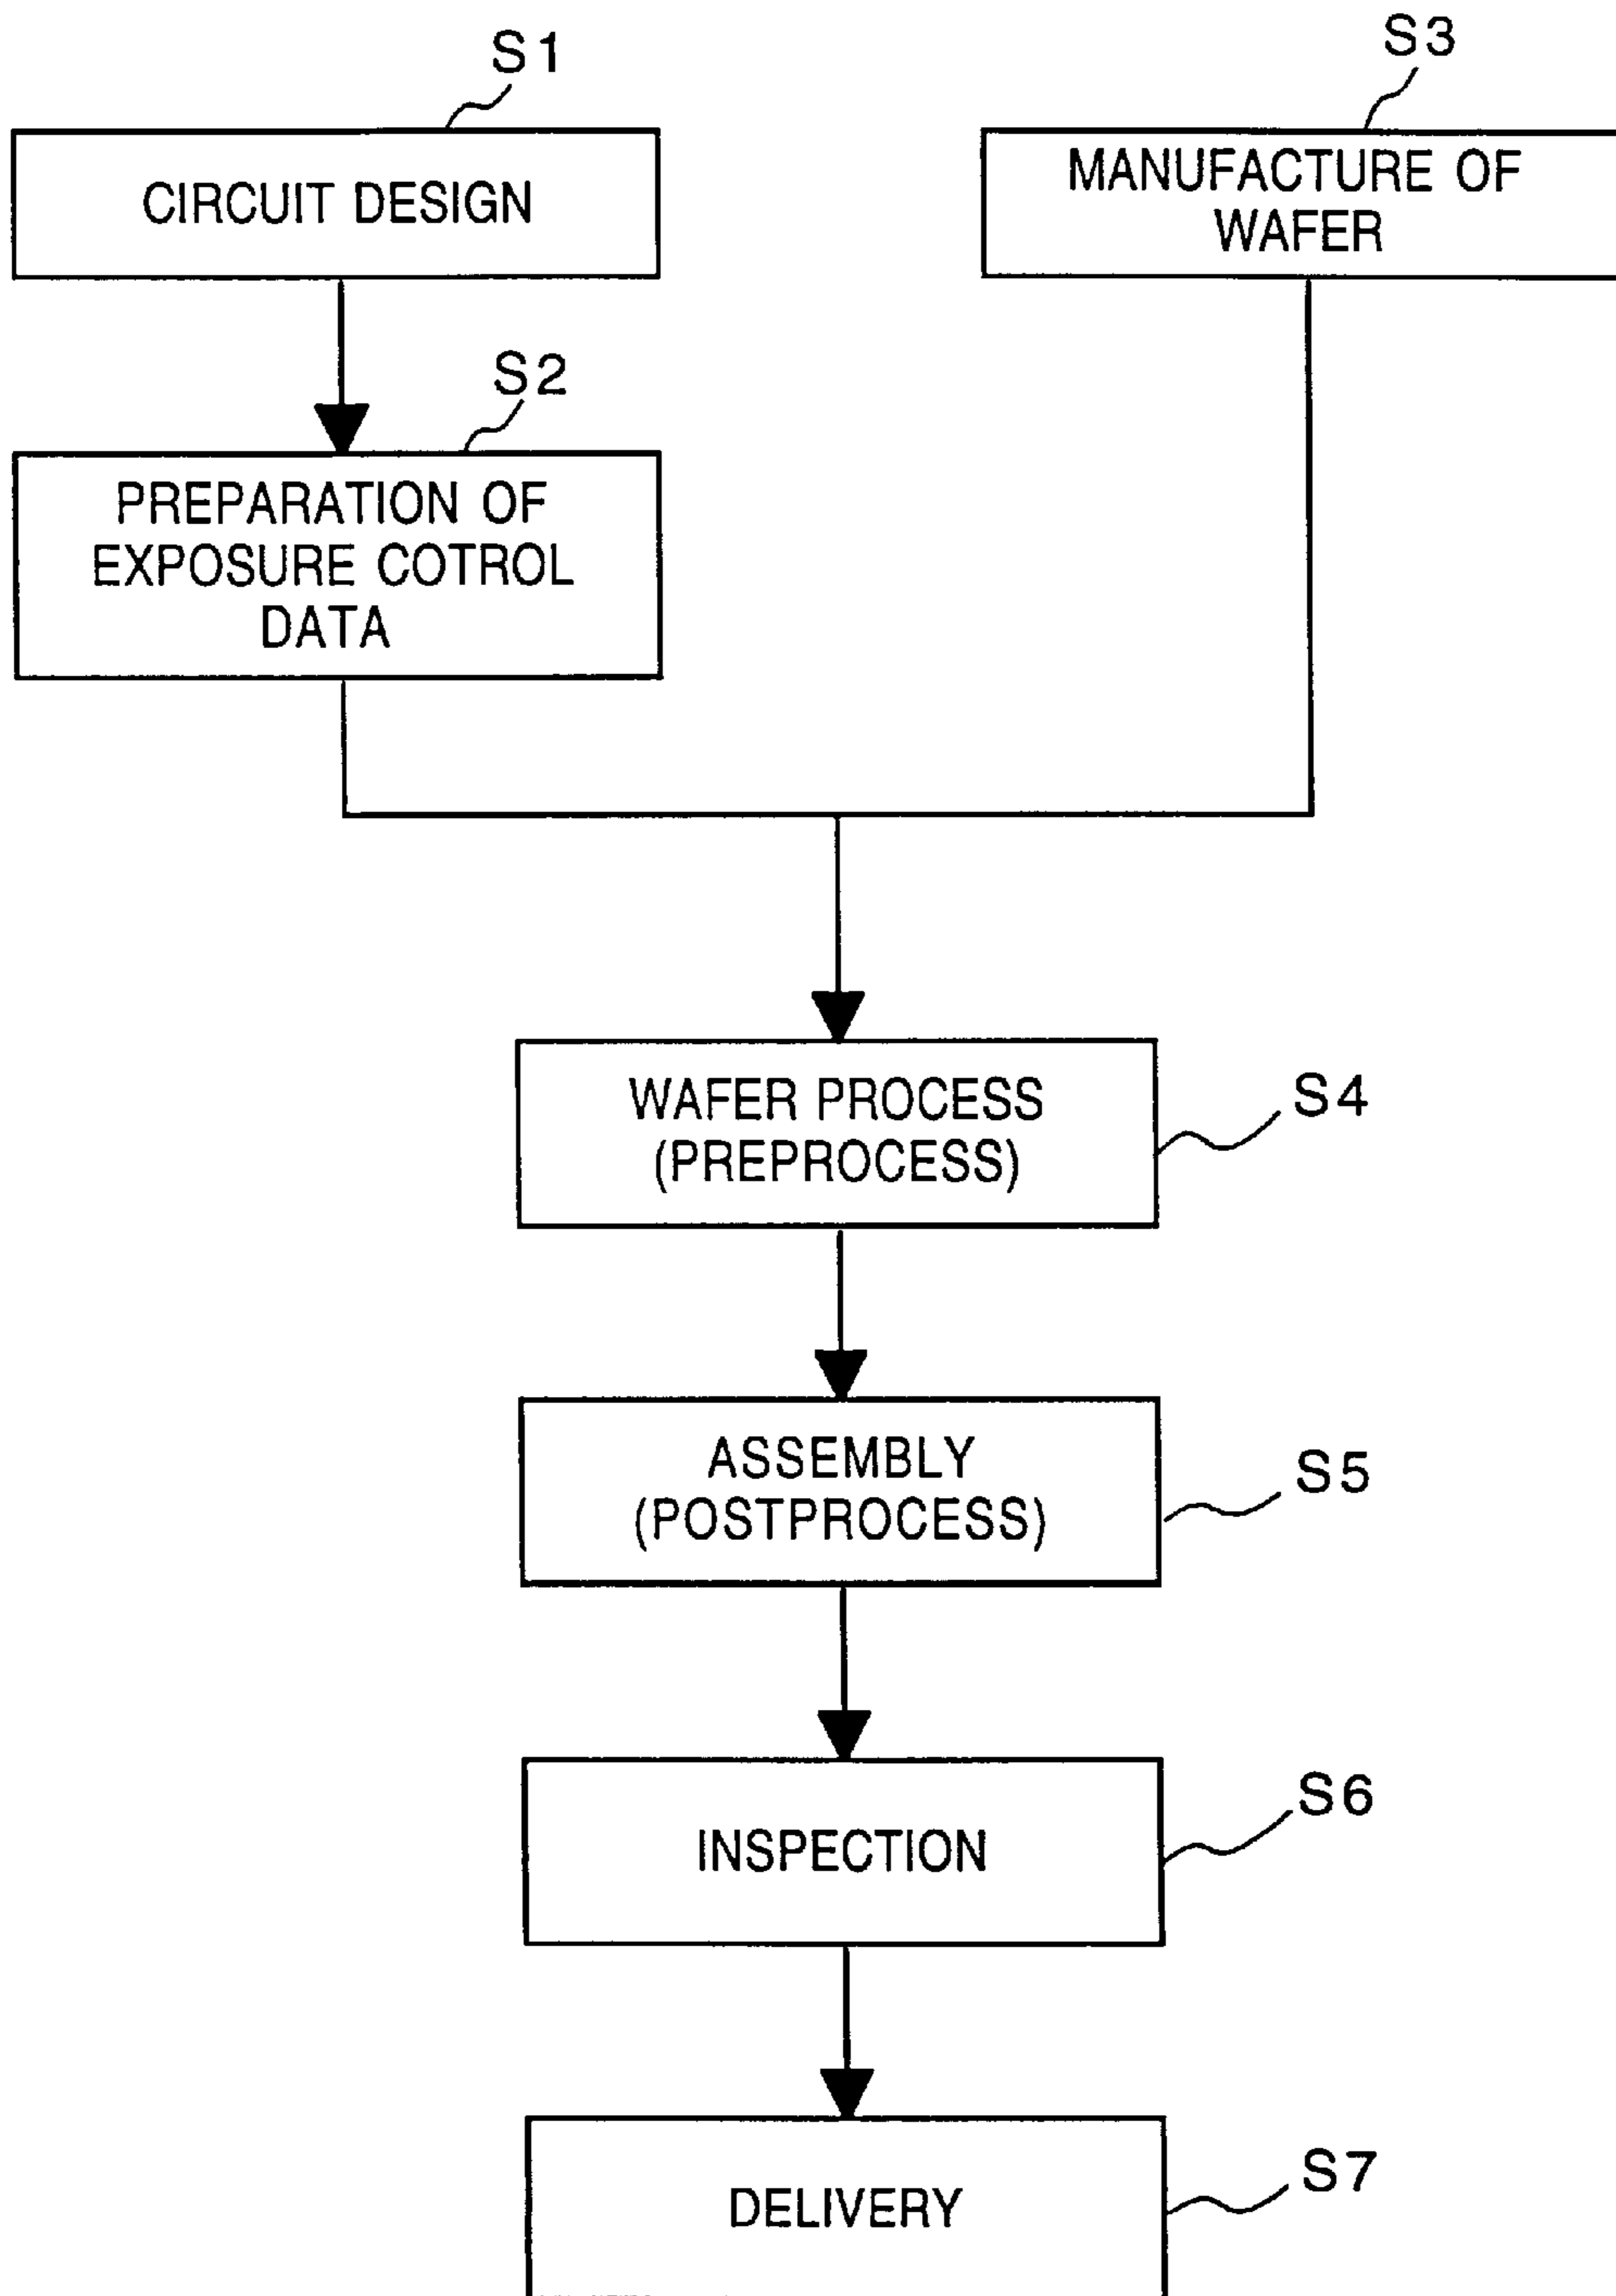 S1
CIRCUIT DESIGN
S2
PREPARATION OF
EXPOSURE COTROL
DATA
S3
MANUFACTURE OF
WAFER
WAFER PROCESS
(PREPROCESS)
S4
ASSEMBLY
(POSTPROCESS)
S5
INSPECTION
S6
DELIVERY
S7